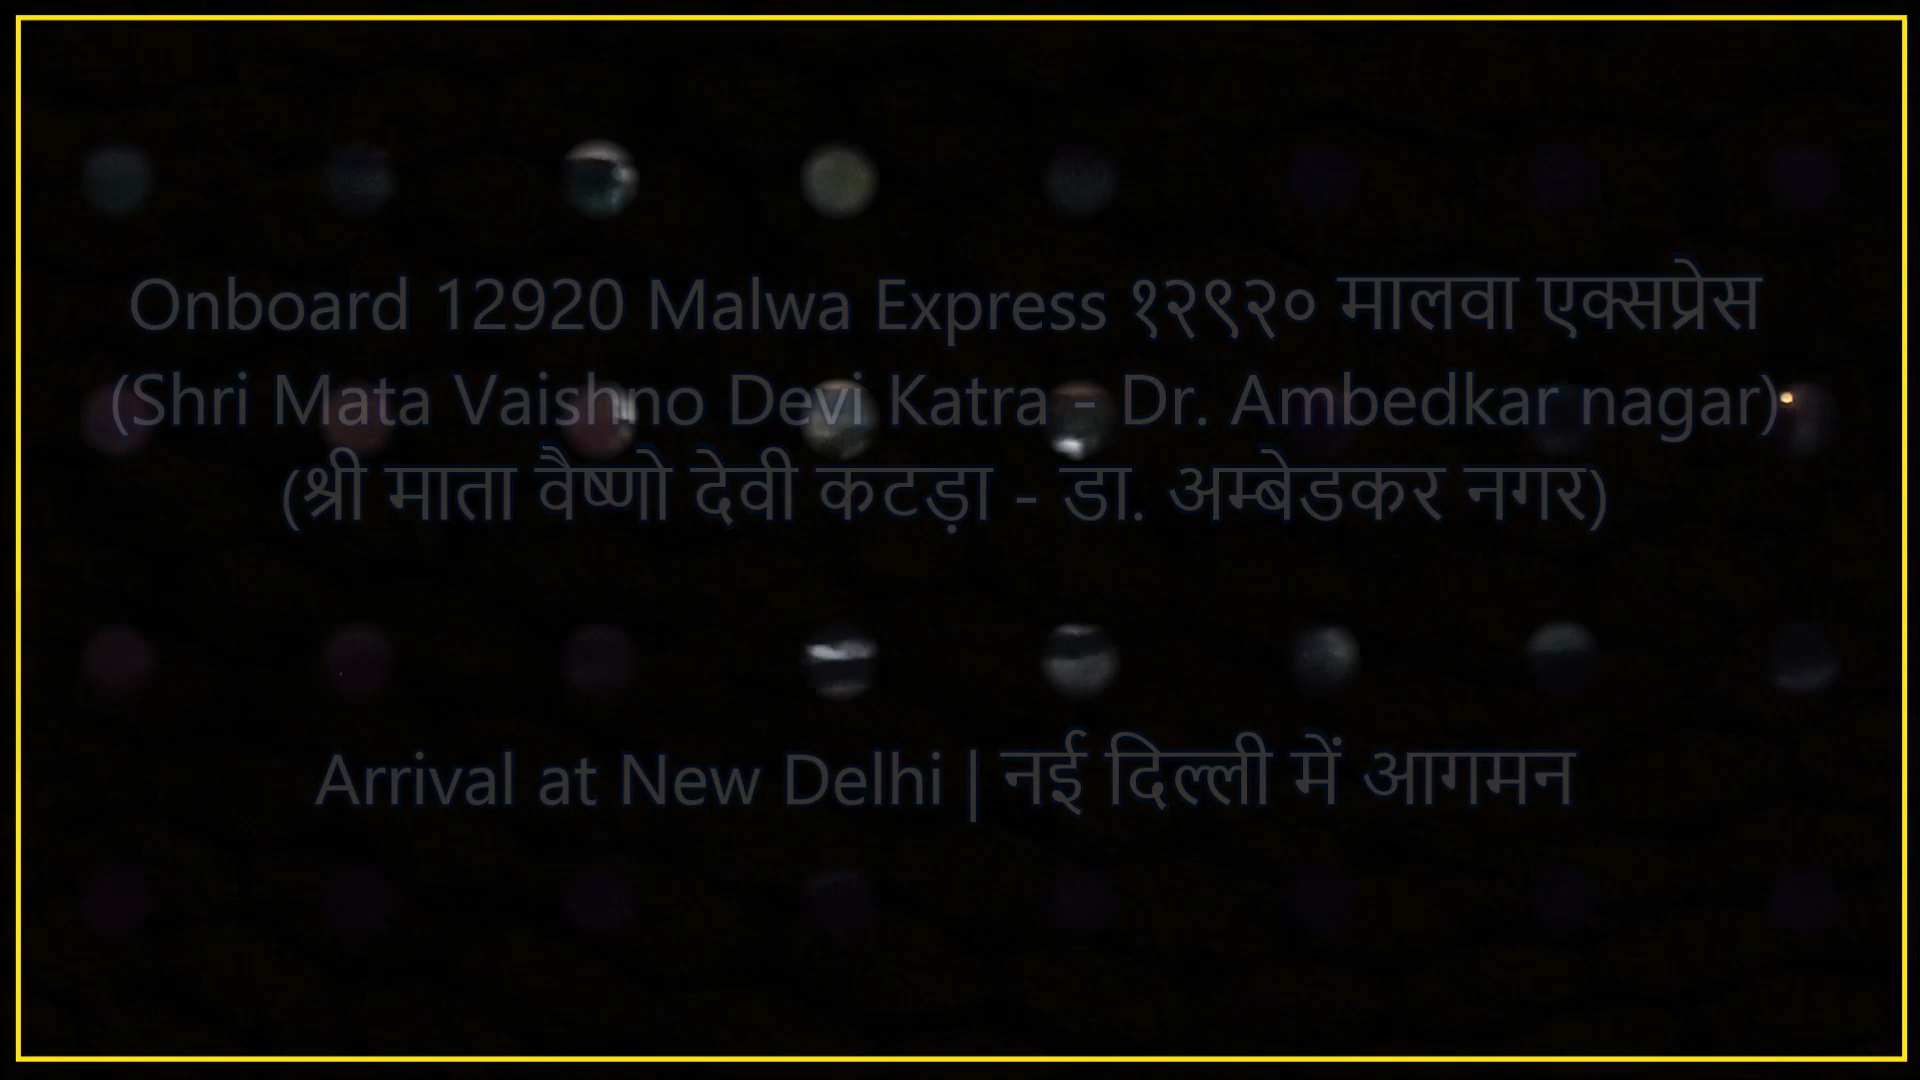 Onboard 12920 Malwa Express १२९२० मालवा एक्सप्रेस
(Shri Mata Vaishno Devi Katra - Dr. Ambedkar nagar)
(श्री माता वैष्णो देवी कटड़ा - डा. अम्बेडकर नगर)
Arrival at New Delhi | नई दिल्ली में आगमन